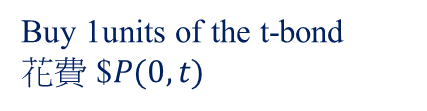 Buy 1units of the t-bond
花費 $P(0,t)